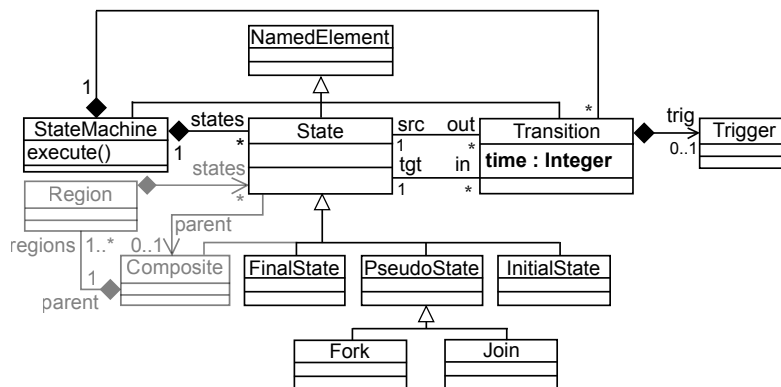 NamedElement
1
StateMachine
execute()
states
1
*
State
src
out
1
*
tgt
in
1
*
*
Transition
time : Integer
trig
0..1
Trigger
Region
states
*
regions
1..*
0..1
parent
1
parent
Composite
FinalState
PseudoState
InitialState
Fork
Join